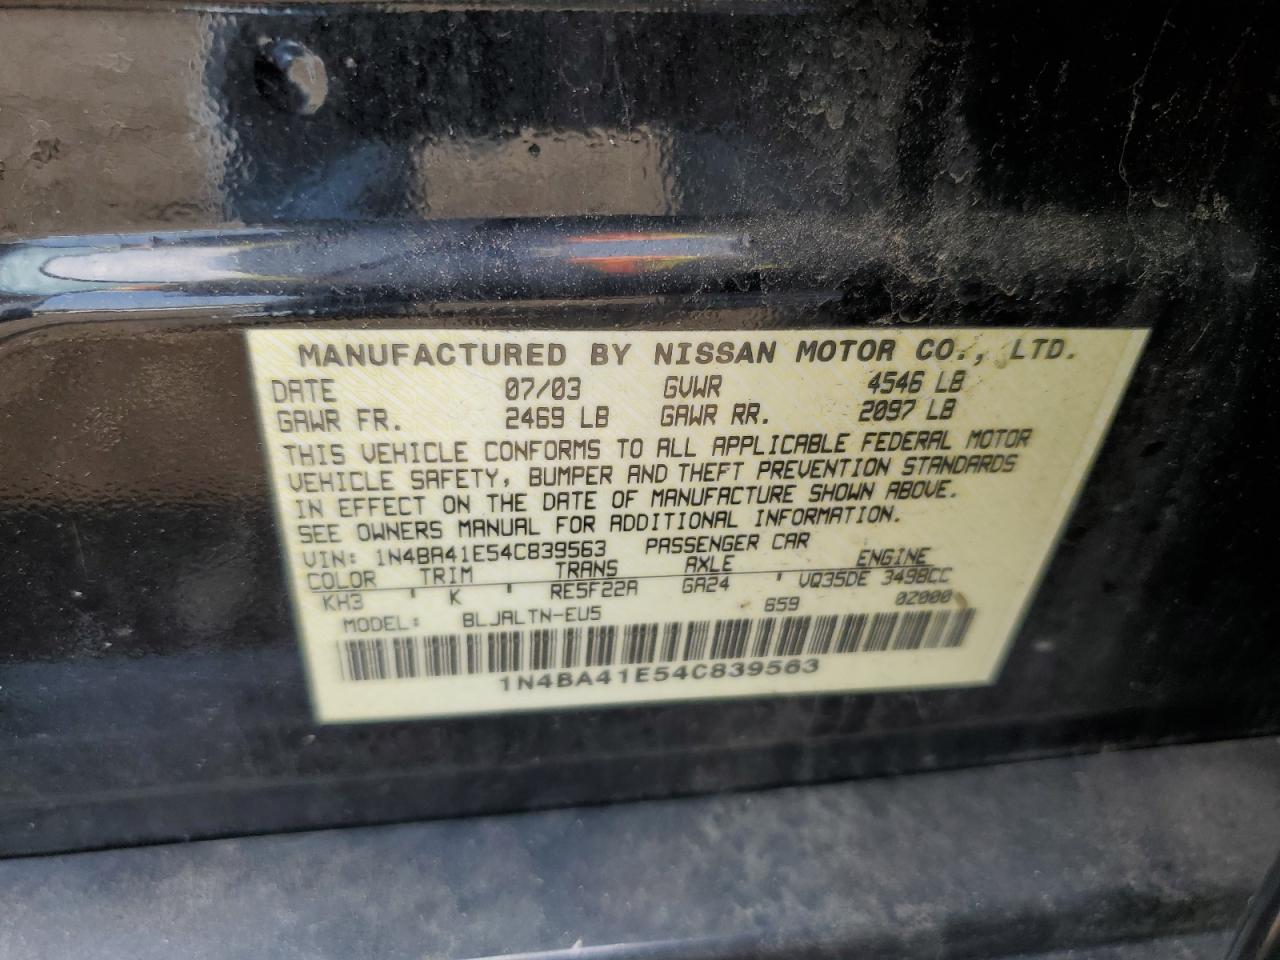 MANUFACTURED BY NISSAN MOTOR CO., LTD.
DATE 07/03 GVWR 4546 LB
GAWR FR. 2469 LB GAWR RR. 2097 LB
THIS VEHICLE CONFORMS TO ALL APPLICABLE FEDERAL MOTOR
VEHICLE SAFETY, BUMPER AND THEFT PREVENTION STANDARDS
IN EFFECT ON THE DATE OF MANUFACTURE SHOWN ABOVE.
SEE OWNERS MANUAL FOR ADDITIONAL INFORMATION.
VIN: 1N4BA41E54C839563 PASSENGER CAR
COLOR TRIM TRANS AXLE ENGINE
KH3 ' K ' RE5F22A GA24 ' VQ35DE 3498CC
MODEL: BLJALTN-EU5 659 0Z000
1N4BA41E54C839563